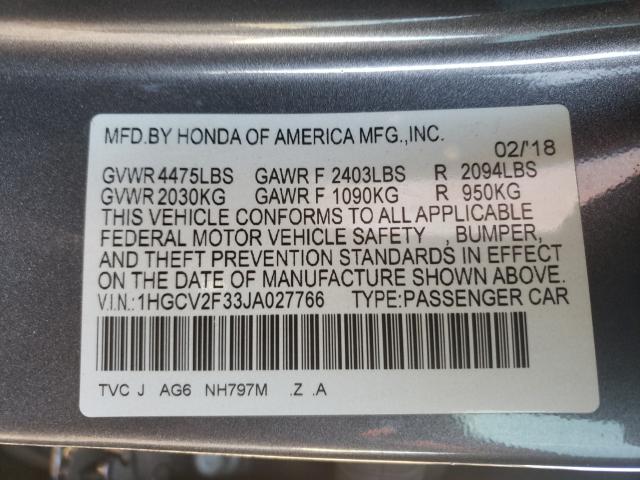 MFD.BY HONDA OF AMERICA MFG.,INC.
02/'18
GVWR 4475LBS GAWR F 2403LBS R 2094LBS
GVWR 2030KG GAWR F 1090KG R 950KG
THIS VEHICLE CONFORMS TO ALL APPLICABLE
FEDERAL MOTOR VEHICLE SAFETY , BUMPER,
AND THEFT PREVENTION STANDARDS IN EFFECT
ON THE DATE OF MANUFACTURE SHOWN ABOVE.
V.I.N.:1HGCV2F33JA027766 TYPE:PASSENGER CAR
TVC J AG6 NH797M .Z .A